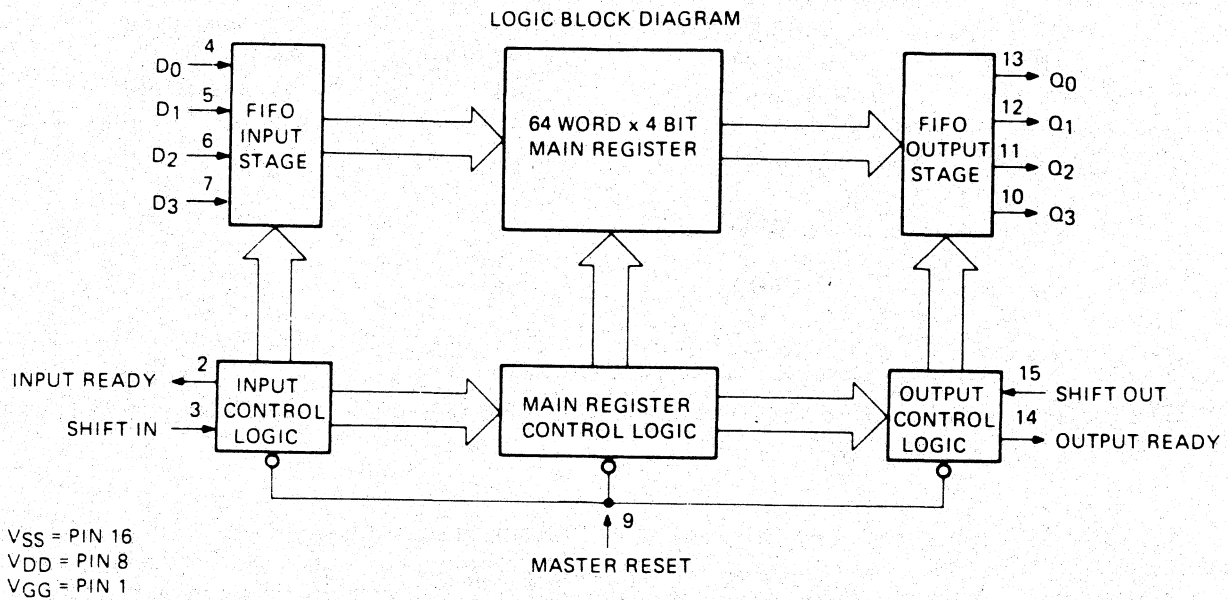 LOGIC BLOCK DIAGRAM
4
D0
5
D1
6
D2
7
D3
FIFO
INPUT
STAGE
64 WORD x 4 BIT
MAIN REGISTER
FIFO
OUTPUT
STAGE
13
Q0
12
Q1
11
Q2
10
Q3
2
INPUT READY
3
SHIFT IN
INPUT
CONTROL
LOGIC
MAIN REGISTER
CONTROL LOGIC
OUTPUT
CONTROL
LOGIC
15
SHIFT OUT
14
OUTPUT READY
9
MASTER RESET
VSS = PIN 16
VDD = PIN 8
VGG = PIN 1